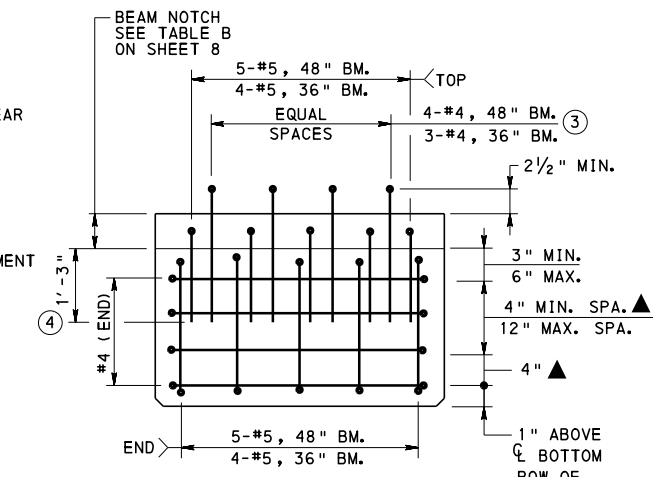 BEAM NOTCH
SEE TABLE B
ON SHEET 8
5-#5, 48" BM.
4-#5, 36" BM.
TOP
EAR
EQUAL
SPACES
4-#4, 48" BM.
3-#4, 36" BM.
3
2½" MIN.
MENT
1'-3"
3" MIN.
6" MAX.
4
#4 (END)
4" MIN. SPA.▲
12" MAX. SPA.
4" ▲
END
5-#5, 48" BM.
4-#5, 36" BM.
1" ABOVE
℄ BOTTOM
ROW OF